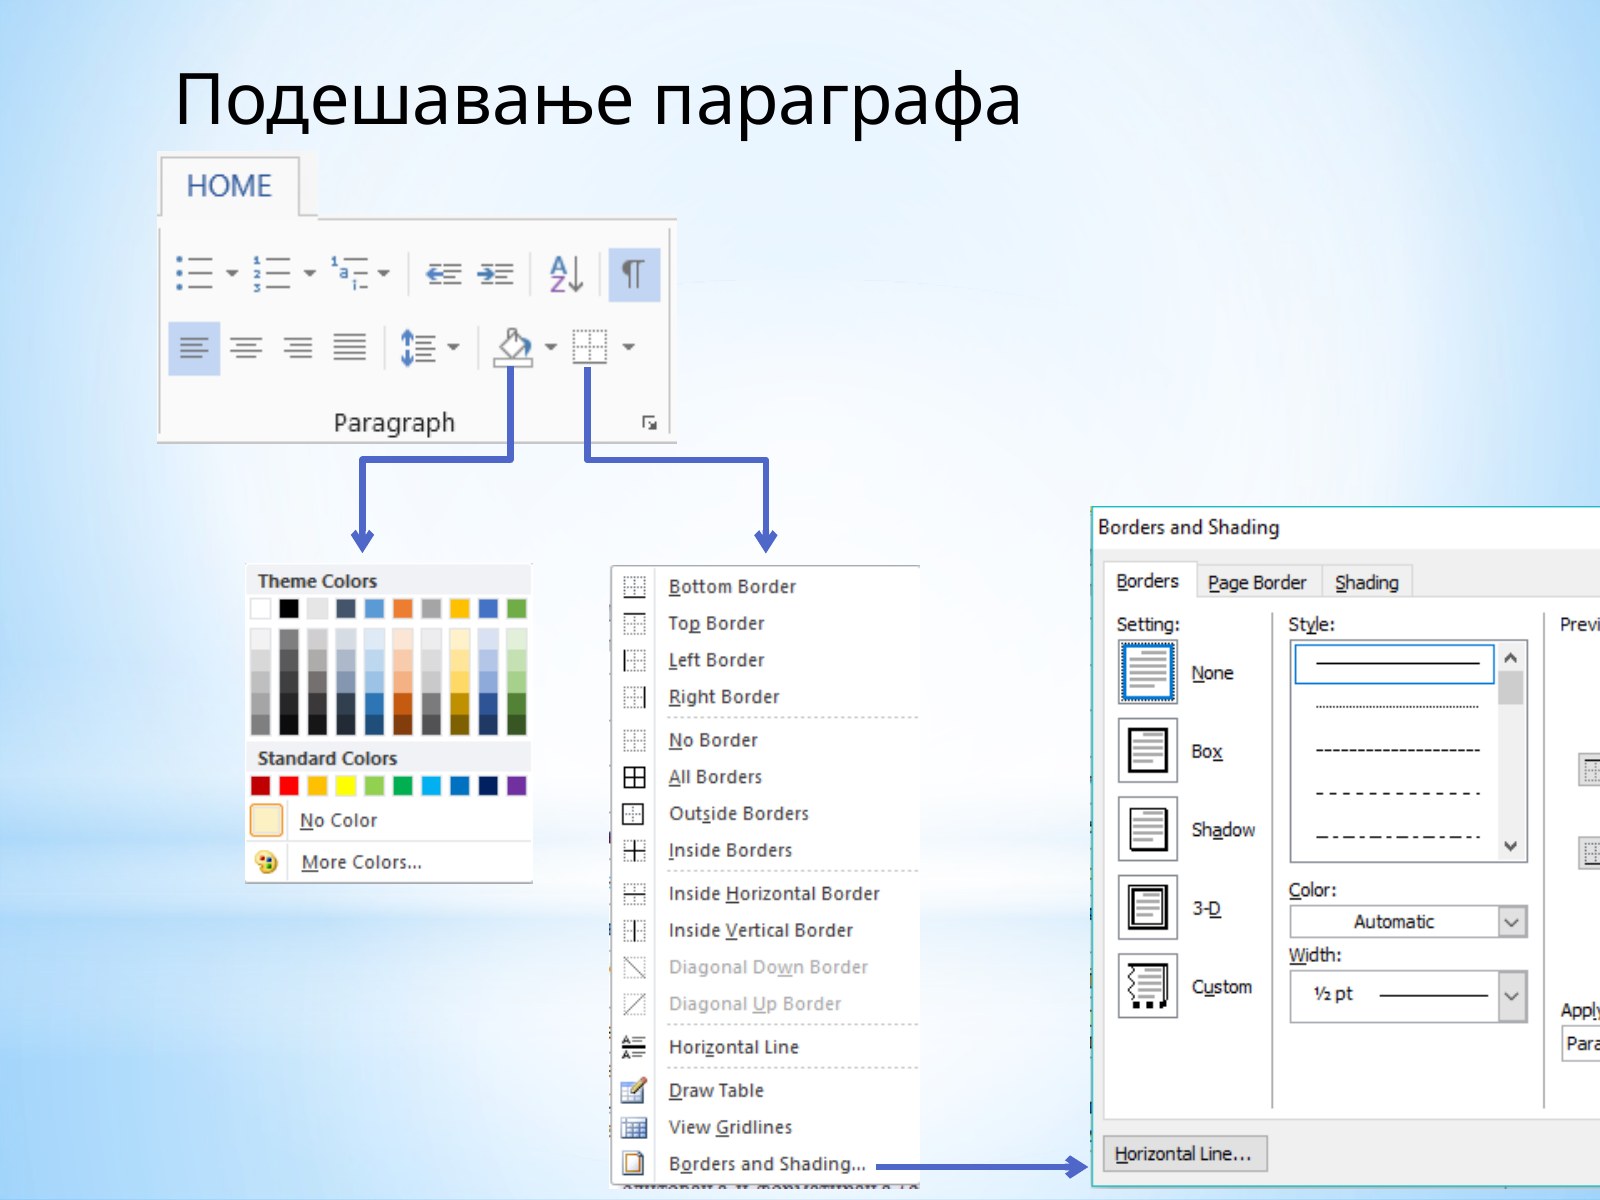 Подешавање параграфа
HOME
Paragraph
Theme Colors
Standard Colors
No Color
More Colors...
Bottom Border
Top Border
Left Border
Right Border
No Border
All Borders
Outside Borders
Inside Borders
Inside Horizontal Border
Inside Vertical Border
Diagonal Down Border
Diagonal Up Border
Horizontal Line
Draw Table
View Gridlines
Borders and Shading...
Borders and Shading
Borders Page Border Shading
Setting:
None
Box
Shadow
3-D
Custom
Style:
Color:
Automatic
Width:
½ pt
Previ
Apply
Para
Horizontal Line...